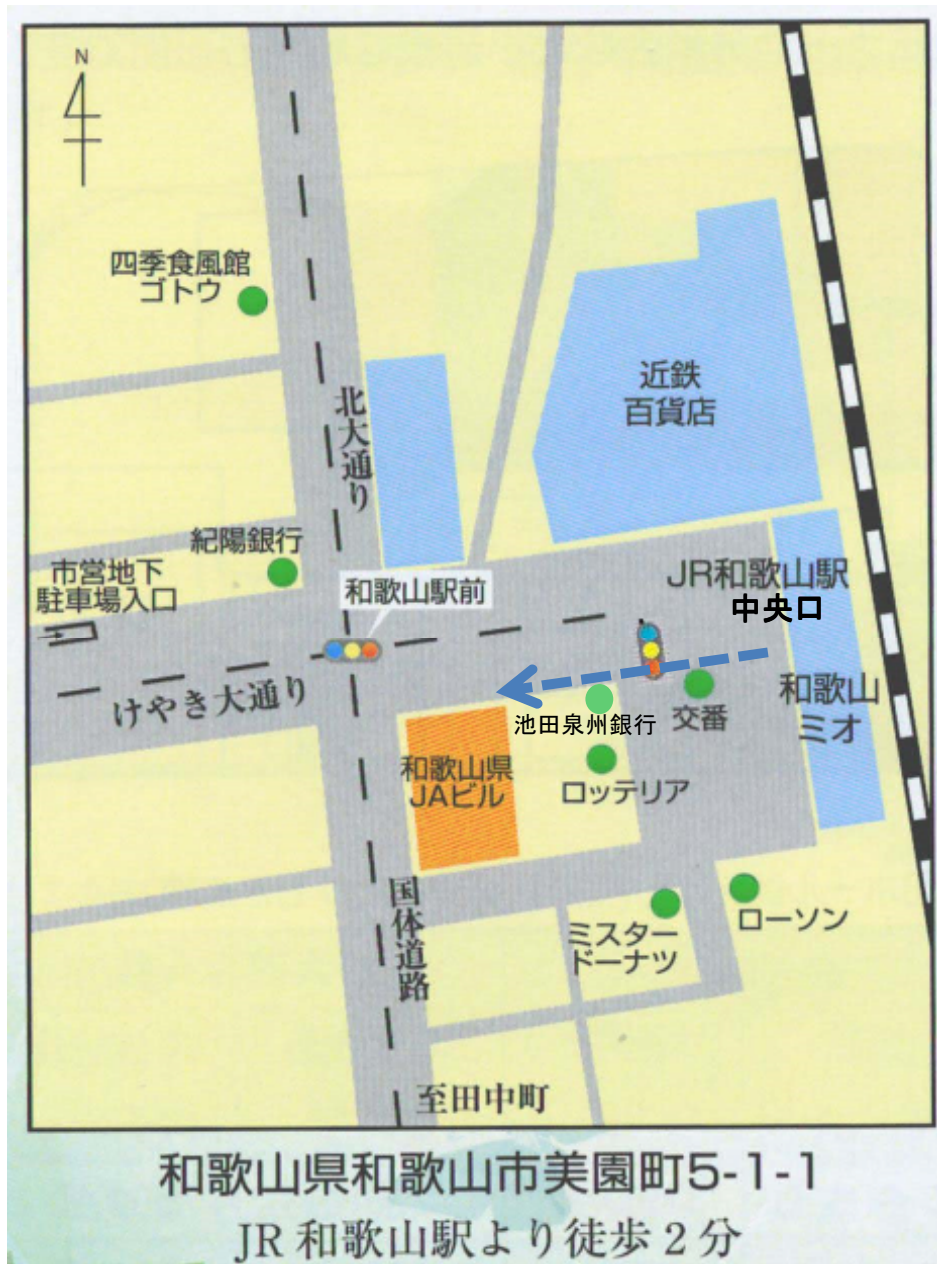 N
四季食風館
ゴトウ
近鉄
百貨店
北大通り
紀陽銀行
市営地下
駐車場入口
和歌山駅前
JR和歌山駅
中央口
けやき大通り
和歌山
ミオ
池田泉州銀行
交番
和歌山県
JAビル
ロッテリア
国体道路
ミスター
ドーナツ
ローソン
至田中町
和歌山県和歌山市美園町5-1-1
JR和歌山駅より徒歩2分